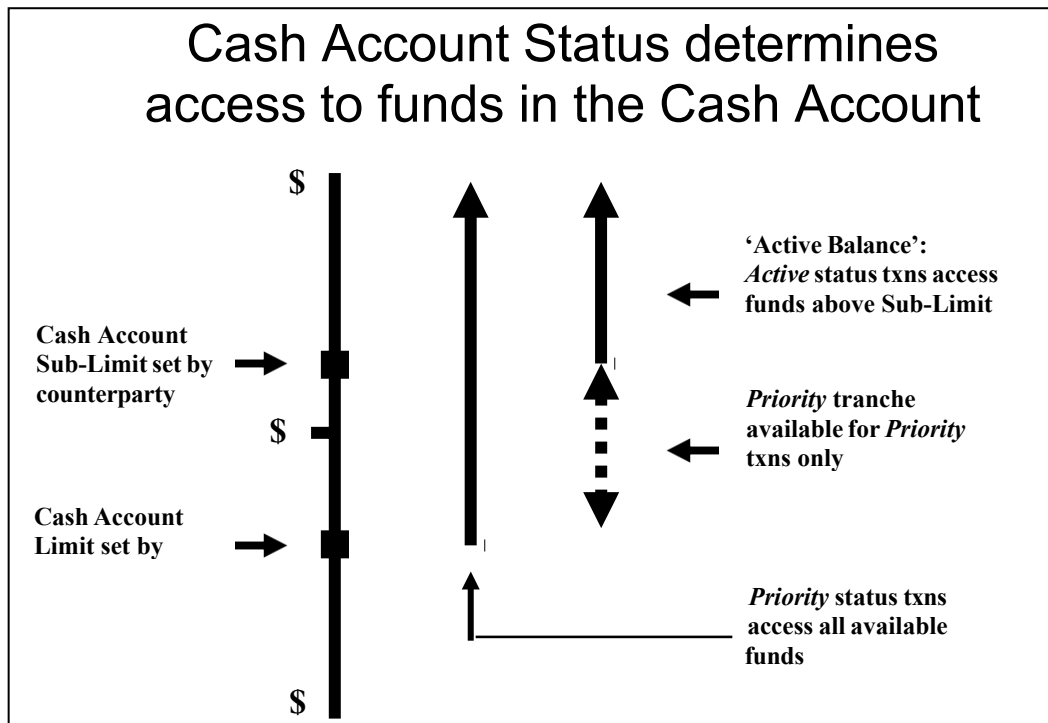 Cash Account Status determines
access to funds in the Cash Account
$
‘Active Balance’:
Active status txns access
funds above Sub-Limit
Cash Account
Sub-Limit set by
counterparty
$
Priority tranche
available for Priority
txns only
Cash Account
Limit set by
Priority status txns
access all available
funds
$